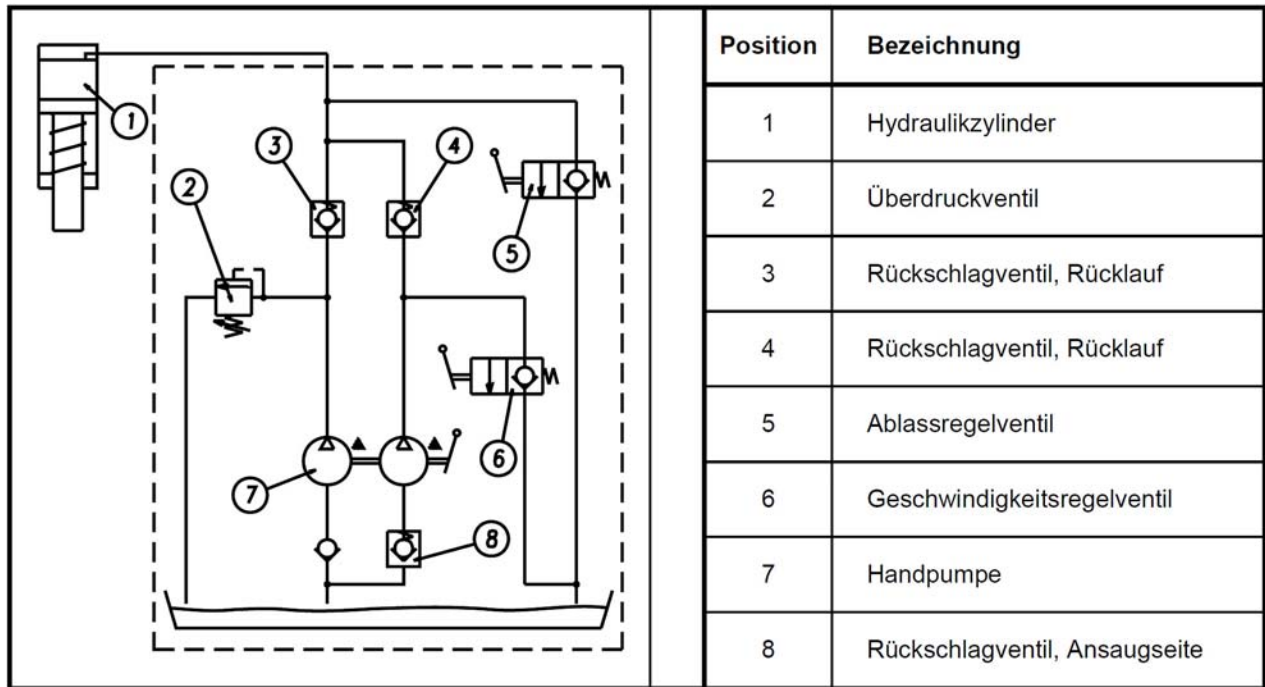 1
2
3
4
5
6
7
8
Position Bezeichnung
1 Hydraulikzylinder
2 Überdruckventil
3 Rückschlagventil, Rücklauf
4 Rückschlagventil, Rücklauf
5 Ablassregelventil
6 Geschwindigkeitsregelventil
7 Handpumpe
8 Rückschlagventil, Ansaugseite